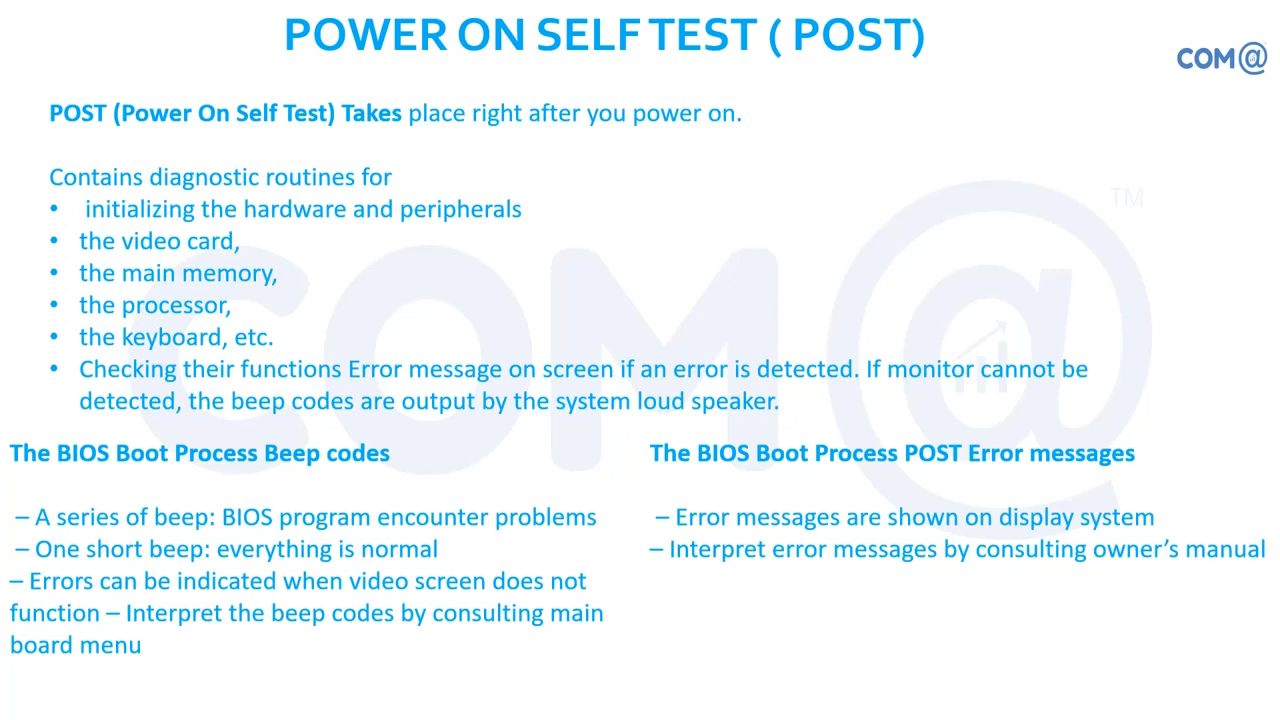 POWER ON SELF TEST ( POST)
COM@
POST (Power On Self Test) Takes place right after you power on.
Contains diagnostic routines for
• initializing the hardware and peripherals
• the video card,
• the main memory,
• the processor,
• the keyboard, etc.
• Checking their functions Error message on screen if an error is detected. If monitor cannot be
detected, the beep codes are output by the system loud speaker.
COM@ TM
The BIOS Boot Process Beep codes
– A series of beep: BIOS program encounter problems
– One short beep: everything is normal
– Errors can be indicated when video screen does not
function – Interpret the beep codes by consulting main
board menu
The BIOS Boot Process POST Error messages
– Error messages are shown on display system
– Interpret error messages by consulting owner’s manual